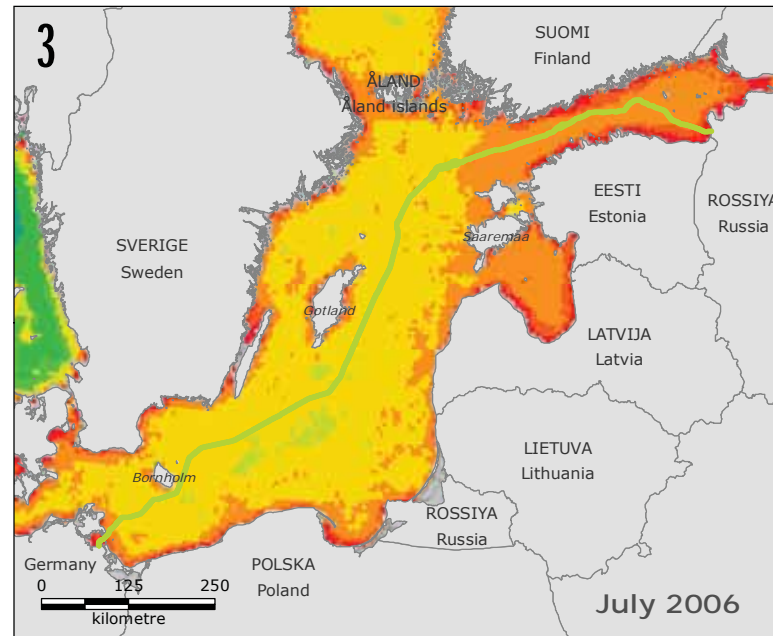 3
SUOMI
Finland
ÅLAND
Åland islands
EESTI
Estonia
ROSSIYA
Russia
SVERIGE
Sweden
Saaremaa
Gotland
LATVIJA
Latvia
LIETUVA
Lithuania
Bornholm
ROSSIYA
Russia
Germany
POLSKA
Poland
0 125 250
kilometre
July 2006